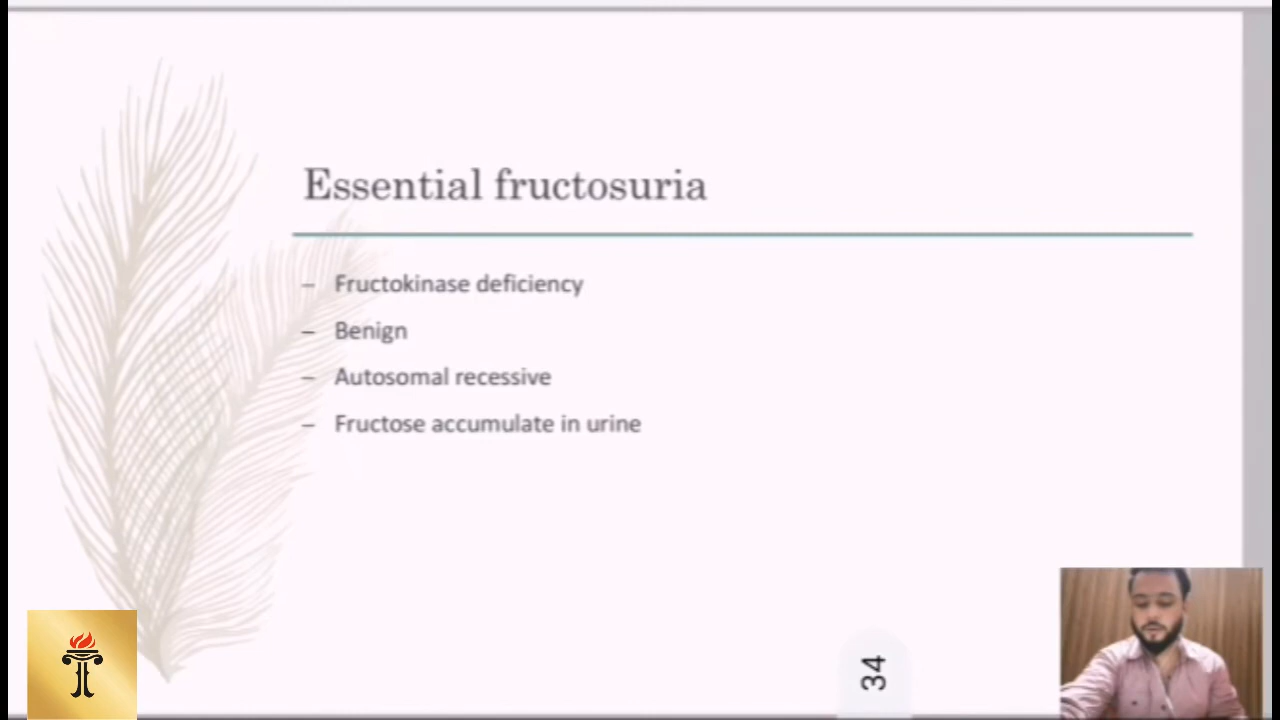 Essential fructosuria
– Fructokinase deficiency
– Benign
– Autosomal recessive
– Fructose accumulate in urine
34